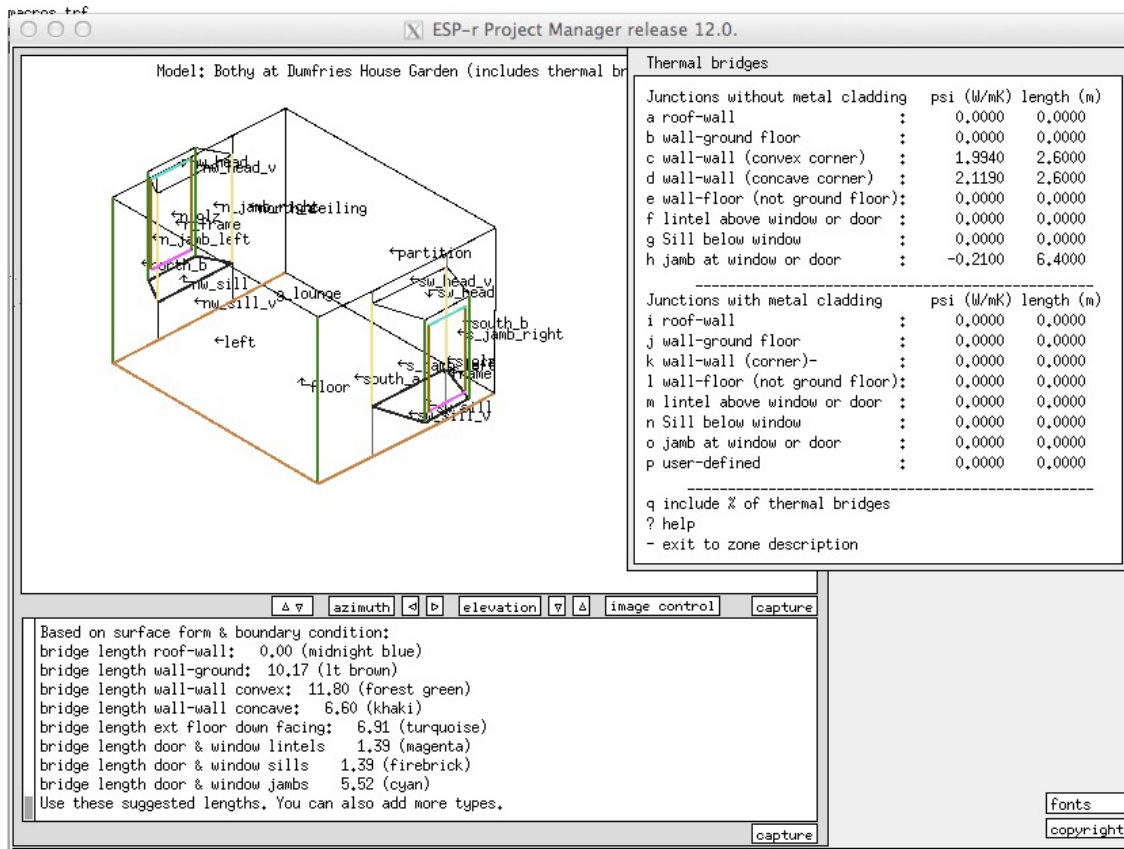 macros.trf
ESP-r Project Manager release 12.0.
Model: Bothy at Dumfries House Garden (includes thermal br
nw_head_v
n_jamb_right
n_glz
n_frame
n_jamb_left
nw_sill
nw_sill_v
left
floor
partition
sw_head_v
sw_head
south_b
s_jamb_right
south_a
sw_sill_v
Thermal bridges
Junctions without metal cladding psi (W/mK) length (m)
a roof-wall : 0.0000 0.0000
b wall-ground floor : 0.0000 0.0000
c wall-wall (convex corner) : 1.9940 2.6000
d wall-wall (concave corner) : 2.1190 2.6000
e wall-floor (not ground floor): 0.0000 0.0000
f lintel above window or door : 0.0000 0.0000
g Sill below window : 0.0000 0.0000
h jamb at window or door : -0.2100 6.4000
Junctions with metal cladding psi (W/mK) length (m)
i roof-wall : 0.0000 0.0000
j wall-ground floor : 0.0000 0.0000
k wall-wall (corner)- : 0.0000 0.0000
l wall-floor (not ground floor): 0.0000 0.0000
m lintel above window or door : 0.0000 0.0000
n Sill below window : 0.0000 0.0000
o jamb at window or door : 0.0000 0.0000
p user-defined : 0.0000 0.0000
q include % of thermal bridges
? help
- exit to zone description
azimuth elevation image control capture
Based on surface form & boundary condition:
bridge length roof-wall: 0.00 (midnight blue)
bridge length wall-ground: 10.17 (lt brown)
bridge length wall-wall convex: 11.80 (forest green)
bridge length wall-wall concave: 6.60 (khaki)
bridge length ext floor down facing: 6.91 (turquoise)
bridge length door & window lintels 1.39 (magenta)
bridge length door & window sills 1.39 (firebrick)
bridge length door & window jambs 5.52 (cyan)
Use these suggested lengths. You can also add more types.
capture
fonts
copyright